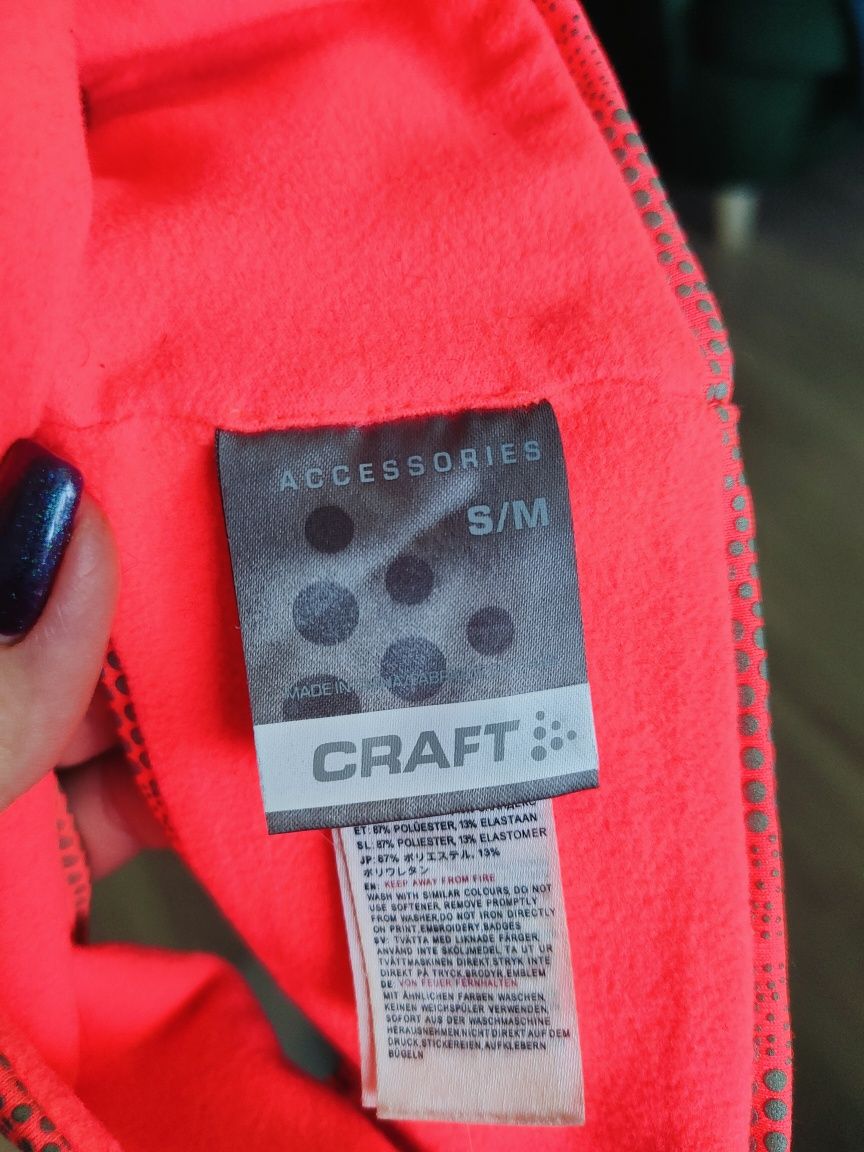 ACCESSORIES
S/M
MADE IN
CRAFT
ET: 87% POLÜESTER, 13% ELASTAAN
SL: 87% POLIESTER, 13% ELASTOMER
JP: 87% ポリエステル, 13%
ポリウレタン
EN: KEEP AWAY FROM FIRE
WASH WITH SIMILAR COLOURS, DO NOT
USE SOFTENER, REMOVE PROMPTLY
FROM WASHER, DO NOT IRON DIRECTLY
ON PRINT, EMBROIDERY, BADGES
SV: TVÄTTA MED LIKNADE FÄRGER,
ANVÄND INTE SKÖLJMEDEL, TA UT UR
TVÄTTMASKINEN DIREKT, STRYK INTE
DIREKT PÅ TRYCK, BRODYR, EMBLEM
DE: VON FEUER FERNHALTEN
MIT ÄHNLICHEN FARBEN WASCHEN,
KEINEN WEICHSPÜLER VERWENDEN,
SOFORT AUS DER WASCHMASCHINE
HERAUSNEHMEN, NICHT DIREKT AUF DEM
DRUCK, STICKEREIEN, AUFKLEBERN
BÜGELN